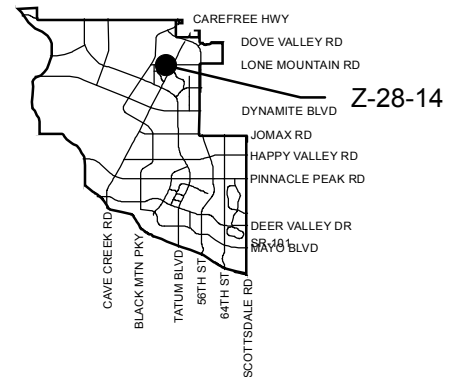 CAREFREE HWY
DOVE VALLEY RD
LONE MOUNTAIN RD
Z-28-14
DYNAMITE BLVD
JOMAX RD
HAPPY VALLEY RD
PINNACLE PEAK RD
DEER VALLEY DR
SR-101
MAYO BLVD
CAVE CREEK RD
BLACK MTN PKY
TATUM BLVD
56TH ST
64TH ST
SCOTTSDALE RD